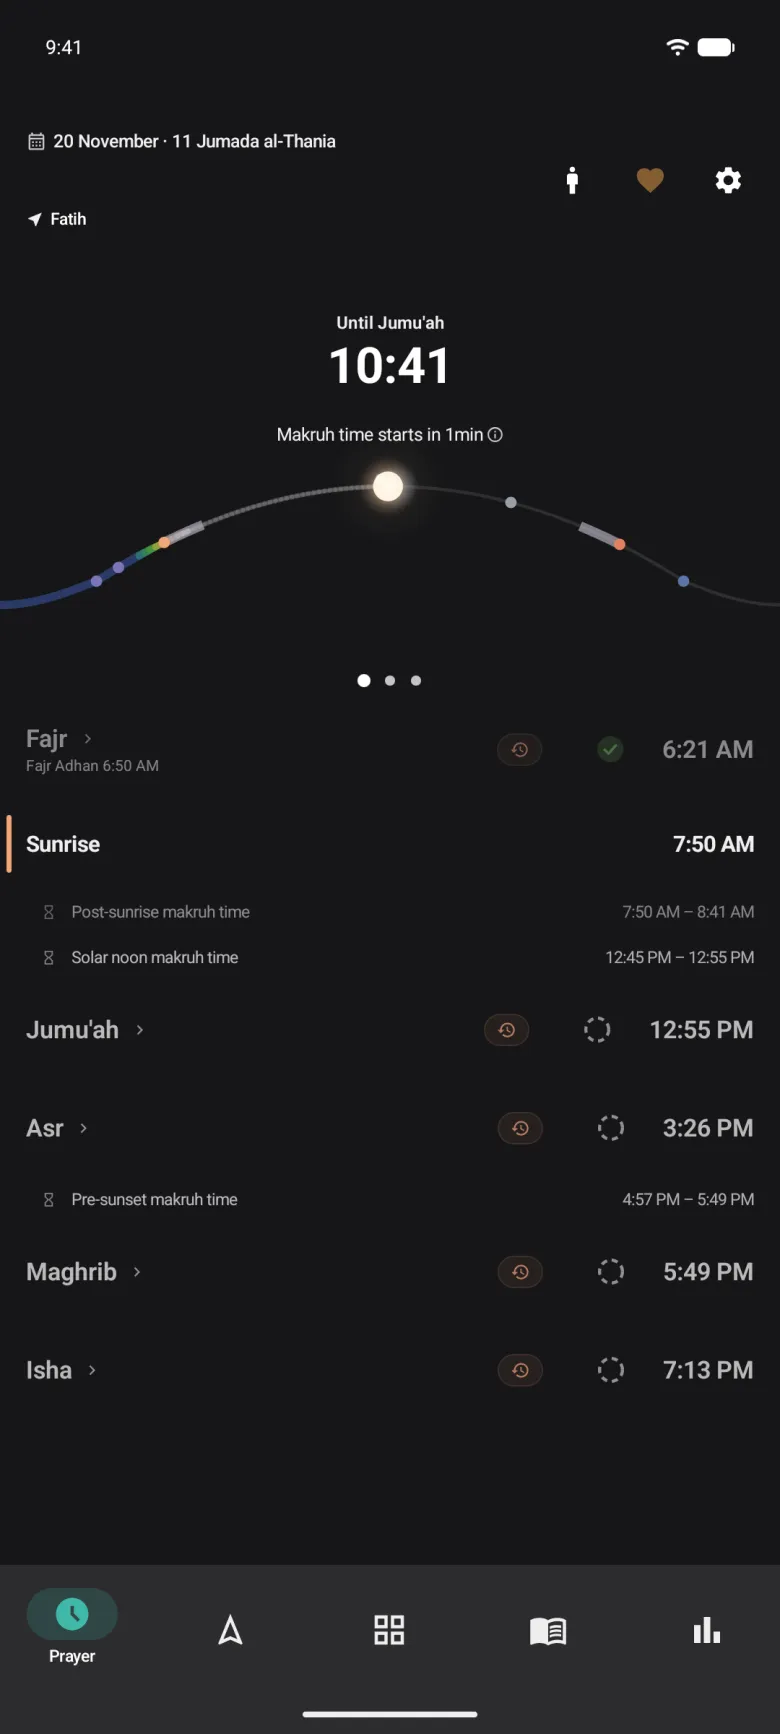 9:41
20 November · 11 Jumada al-Thania
Fatih
Until Jumu'ah
10:41
Makruh time starts in 1min
Fajr
6:21 AM
Fajr Adhan 6:50 AM
Sunrise
7:50 AM
Post-sunrise makruh time
7:50 AM – 8:41 AM
Solar noon makruh time
12:45 PM – 12:55 PM
Jumu'ah
12:55 PM
Asr
3:26 PM
Pre-sunset makruh time
4:57 PM – 5:49 PM
Maghrib
5:49 PM
Isha
7:13 PM
Prayer